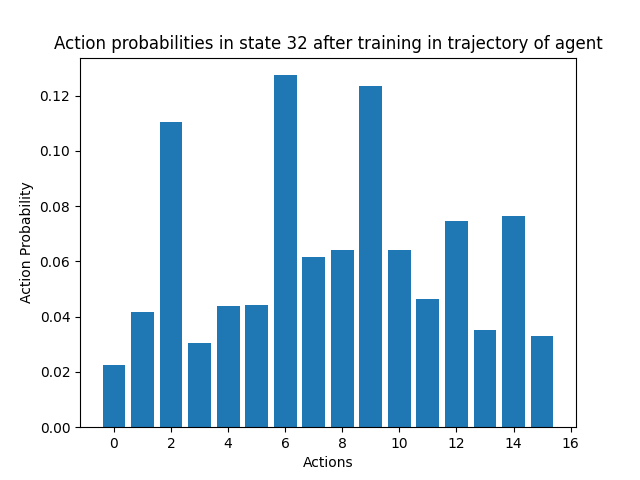 Action probabilities in state 32 after training in trajectory of agent
0.12
0.10
0.08
0.06
0.04
0.02
0.00
Action Probability
0 2 4 6 8 10 12 14 16
Actions